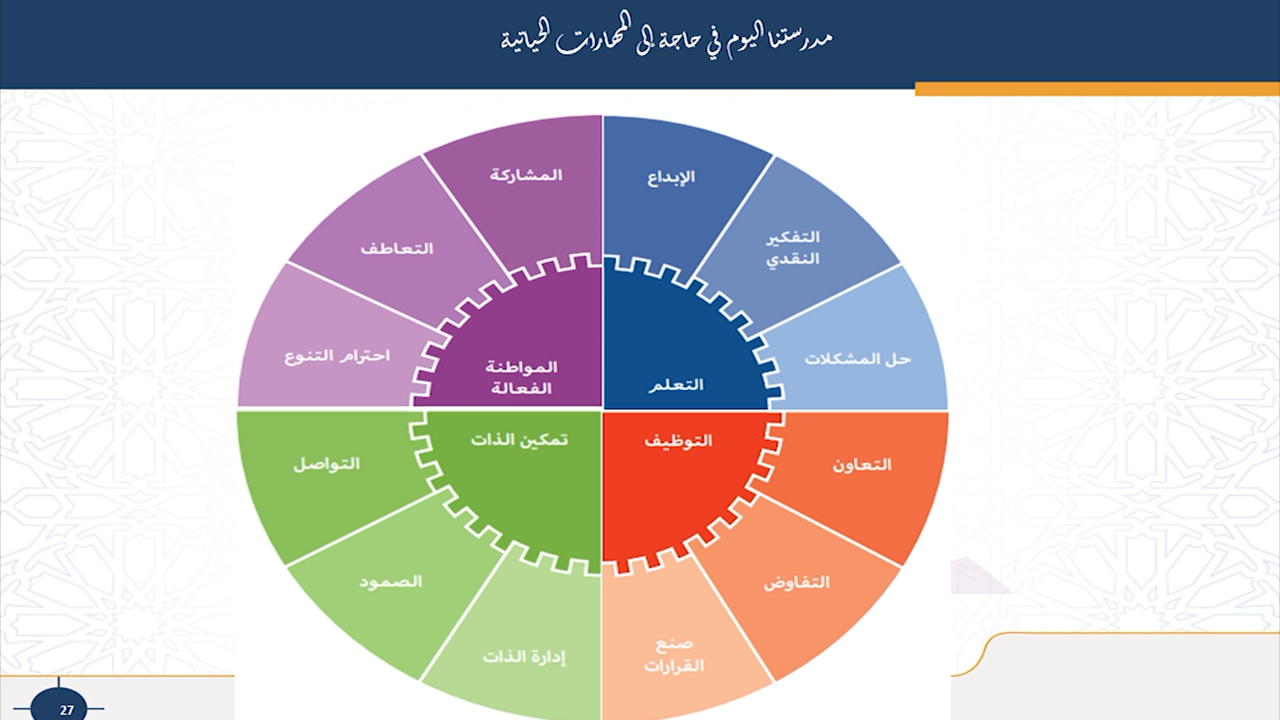 مدرستنا اليوم في حاجة إلى المهارات الحياتية
المشاركة
الإبداع
التعاطف
التفكير
النقدي
احترام التنوع
المواطنة
الفعالة
التعلم
حل المشكلات
التواصل
تمكين الذات
التوظيف
التعاون
الصمود
التفاوض
إدارة الذات
صنع
القرارات
27